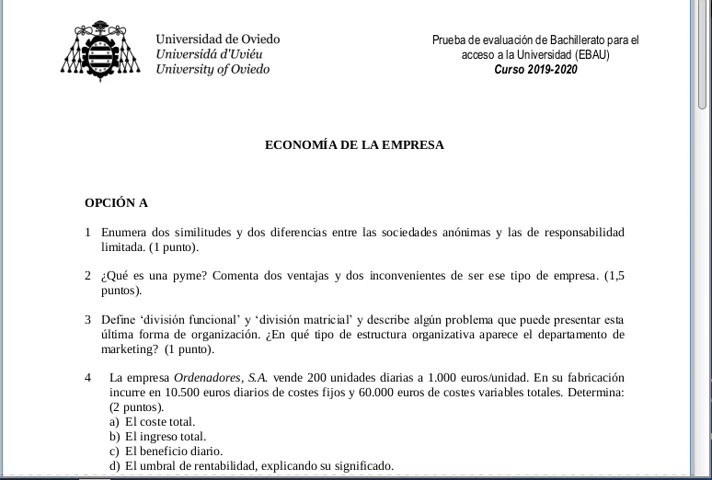 Universidad de Oviedo
Universidá d'Uviéu
University of Oviedo
Prueba de evaluación de Bachillerato para el
acceso a la Universidad (EBAU)
Curso 2019-2020
ECONOMÍA DE LA EMPRESA
OPCIÓN A
1 Enumera dos similitudes y dos diferencias entre las sociedades anónimas y las de responsabilidad
limitada. (1 punto).
2 ¿Qué es una pyme? Comenta dos ventajas y dos inconvenientes de ser ese tipo de empresa. (1,5
puntos).
3 Define ‘división funcional’ y ‘división matricial’ y describe algún problema que puede presentar esta
última forma de organización. ¿En qué tipo de estructura organizativa aparece el departamento de
marketing? (1 punto).
4 La empresa Ordenadores, S.A. vende 200 unidades diarias a 1.000 euros/unidad. En su fabricación
incurre en 10.500 euros diarios de costes fijos y 60.000 euros de costes variables totales. Determina:
(2 puntos).
a) El coste total.
b) El ingreso total.
c) El beneficio diario.
d) El umbral de rentabilidad, explicando su significado.